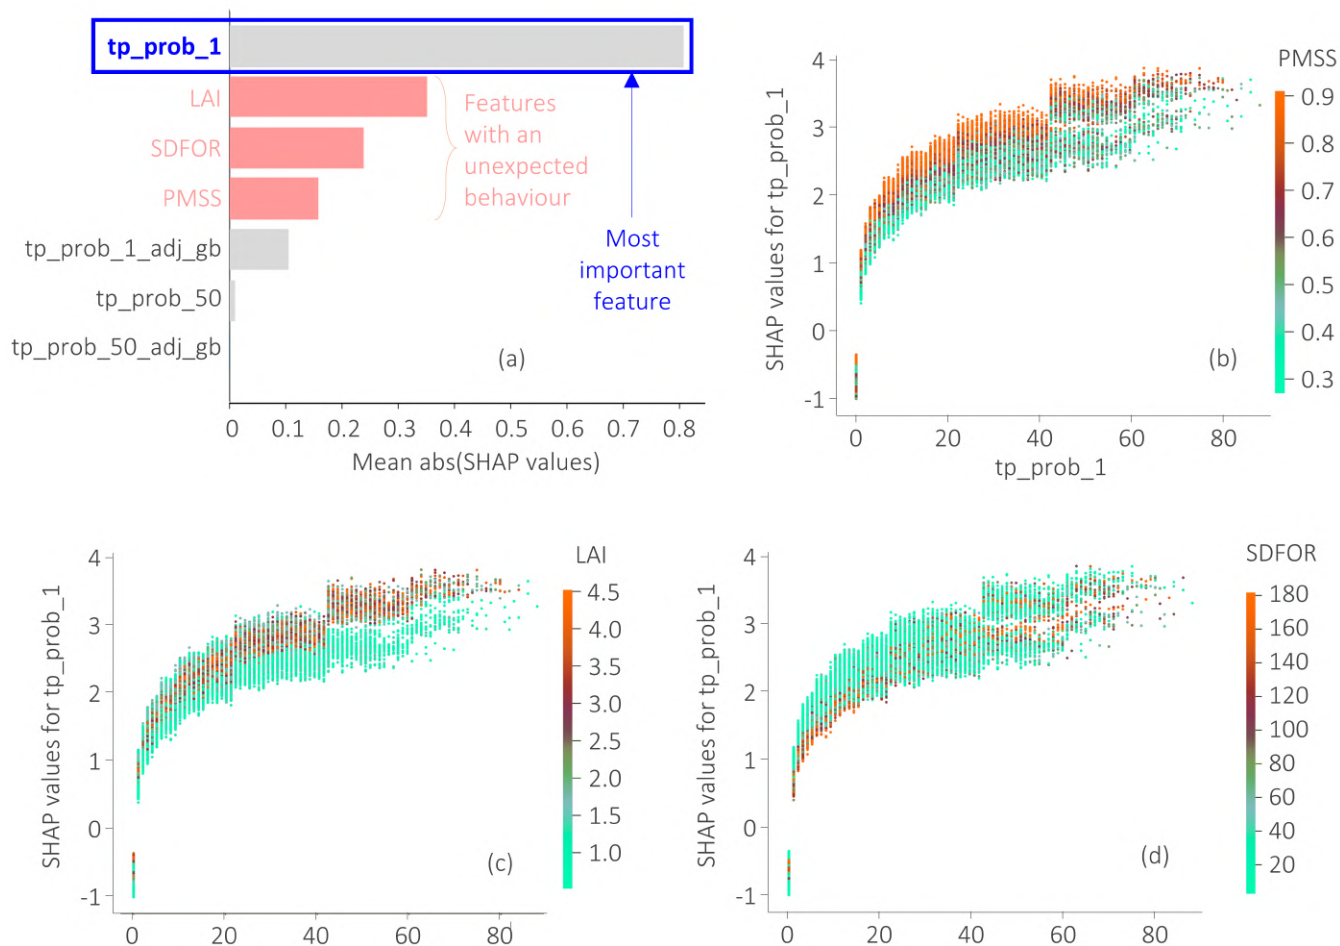 tp_prob_1
LAI
SDFOR
PMSS
tp_prob_1_adj_gb
tp_prob_50
tp_prob_50_adj_gb
Features
with an
unexpected
behaviour
Most
important
feature
(a)
0 0.1 0.2 0.3 0.4 0.5 0.6 0.7 0.8
Mean abs(SHAP values)
SHAP values for tp_prob_1
4
3
2
1
0
-1
0 20 40 60 80
tp_prob_1
(b)
PMSS
0.9
0.8
0.7
0.6
0.5
0.4
0.3
SHAP values for tp_prob_1
4
3
2
1
0
-1
0 20 40 60 80
(c)
LAI
4.5
4.0
3.5
3.0
2.5
2.0
1.5
1.0
SHAP values for tp_prob_1
4
3
2
1
0
-1
0 20 40 60 80
(d)
SDFOR
180
160
140
120
100
80
60
40
20